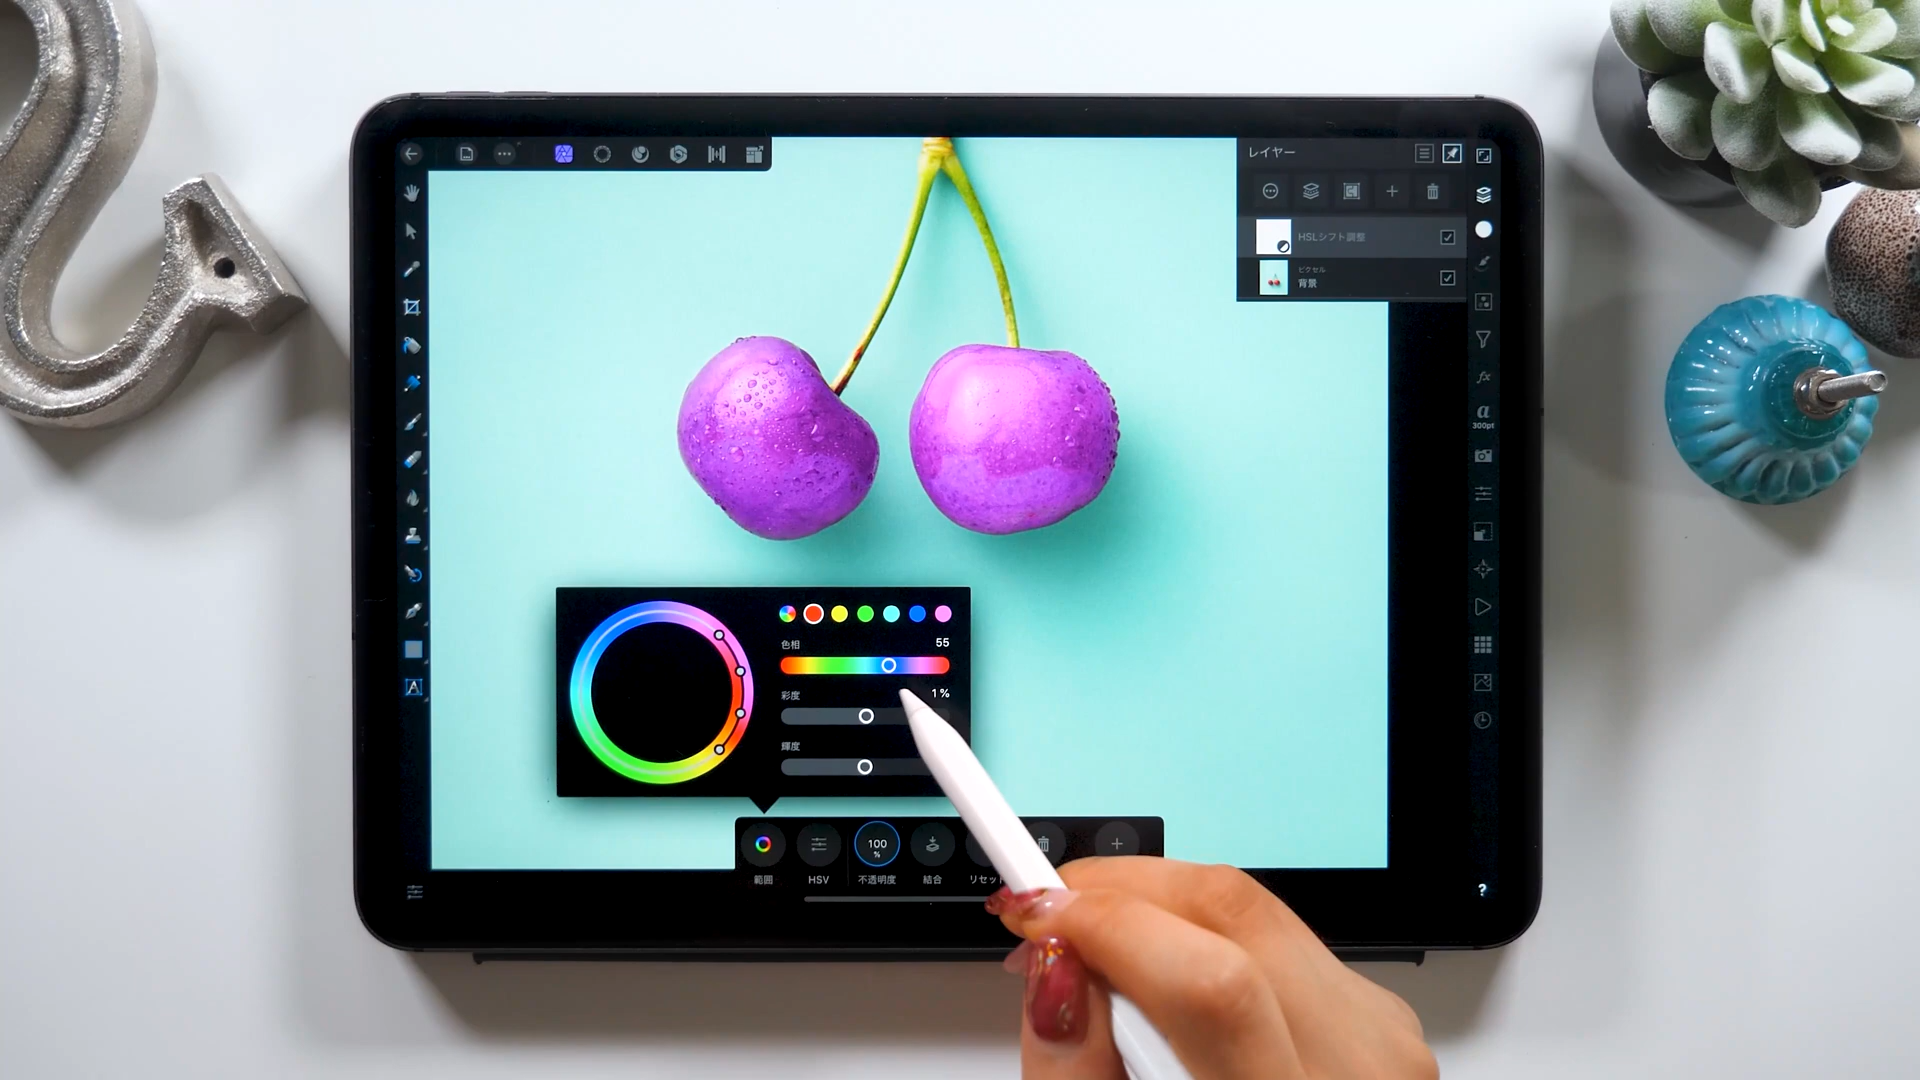 レイヤー
HSLシフト調整
ピクセル
背景
a
300pt
fx
色相 55
彩度 1%
輝度
100
%
範囲
HSV
不透明度
結合
リセット
A
?